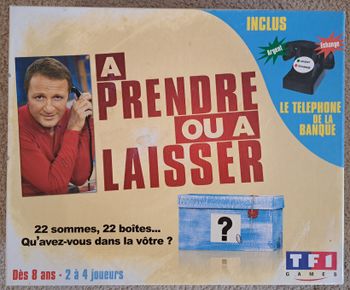 INCLUS
Argent
Echange
A
PRENDRE
OU A
LAISSER
LE TELEPHONE
DE LA
BANQUE
22 sommes, 22 boîtes...
Qu'avez-vous dans la vôtre ?
?
Dès 8 ans - 2 à 4 joueurs
TF1
GAMES